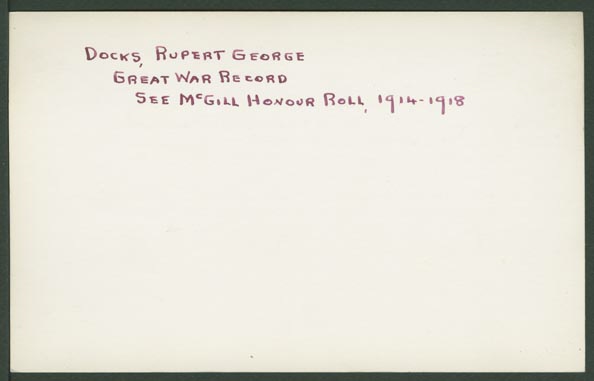 DOCKS, RUPERT GEORGE
GREAT WAR RECORD
SEE McGILL HONOUR ROLL, 1914-1918